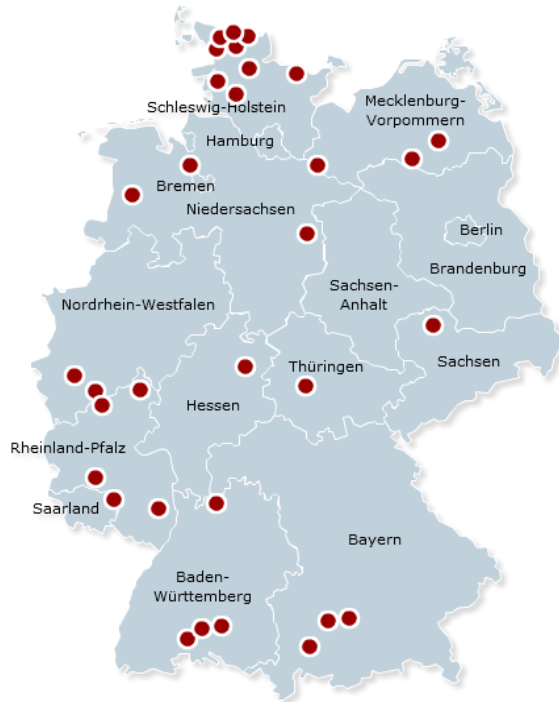 Schleswig-Holstein
Mecklenburg-
Vorpommern
Hamburg
Bremen
Niedersachsen
Berlin
Brandenburg
Sachsen-
Anhalt
Nordrhein-Westfalen
Thüringen
Sachsen
Hessen
Rheinland-Pfalz
Saarland
Bayern
Baden-
Württemberg